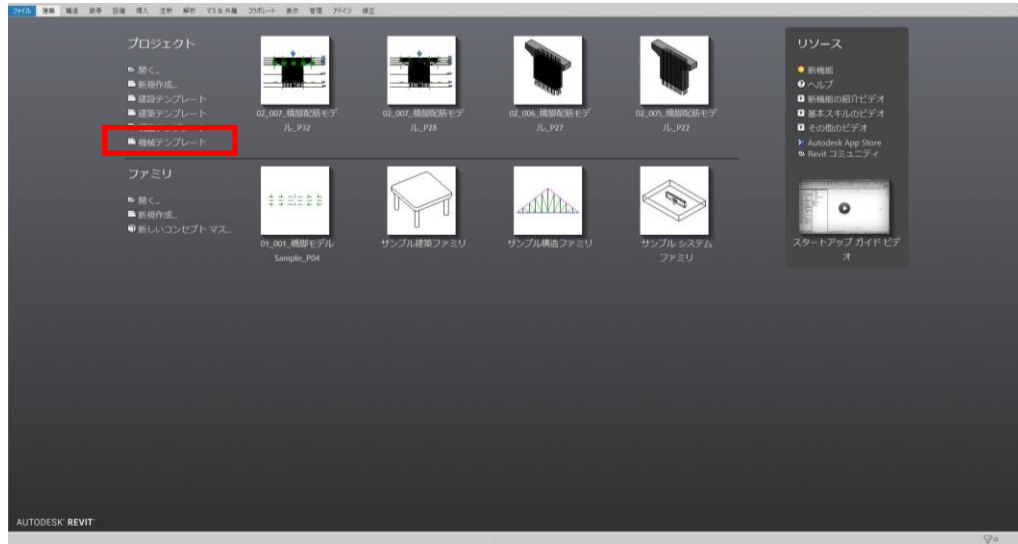 ファイル 建築 構造 鉄骨 設備 挿入 注釈 解析 マス & 外構 コラボレート 表示 管理 アドイン 修正
プロジェクト
開く...
新規作成...
建設テンプレート
建築テンプレート
機械テンプレート
02_007_橋脚配筋モデル_P32
02_007_橋脚配筋モデル_P28
02_006_橋脚配筋モデル_P27
02_005_橋脚配筋モデル_P22
ファミリ
開く...
新規作成...
新しいコンセプト マス...
01_001_橋脚モデル
Sample_P04
サンプル建築ファミリ
サンプル構造ファミリ
サンプル システム
ファミリ
リソース
新機能
ヘルプ
新機能の紹介ビデオ
基本スキルのビデオ
その他のビデオ
Autodesk App Store
Revit コミュニティ
スタートアップ ガイド ビデ
オ
AUTODESK' REVIT'